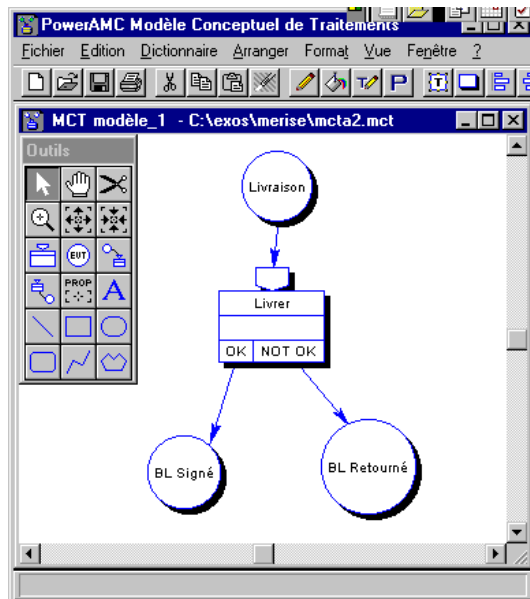 PowerAMC Modèle Conceptuel de Traitements
Fichier Edition Dictionnaire Arranger Format Vue Fenêtre ?
MCT modèle_1 - C:\exos\merise\mcta2.mct
Outils
EVT
PROP
A
Livraison
Livrer
OK NOT OK
BL Signé
BL Retourné